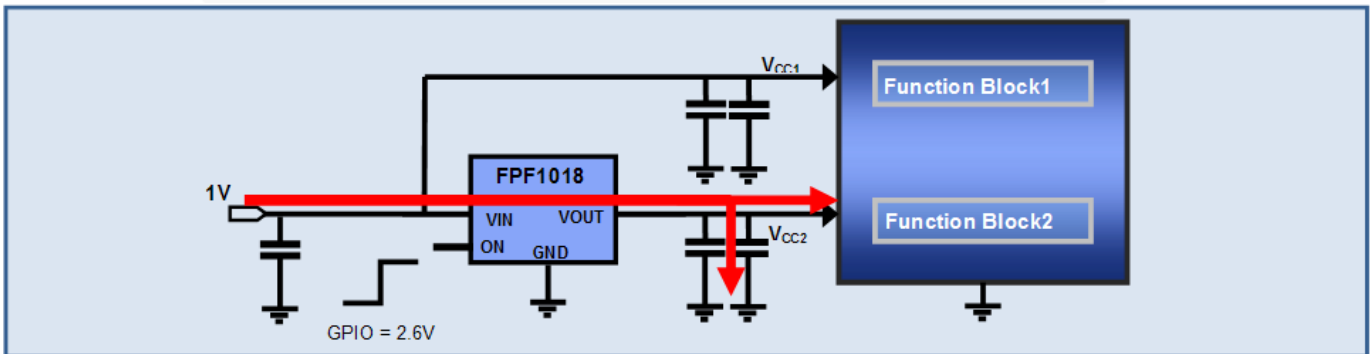 VCC1
Function Block1
FPF1018
1V
VIN
VOUT
ON
GND
VCC2
Function Block2
GPIO = 2.6V